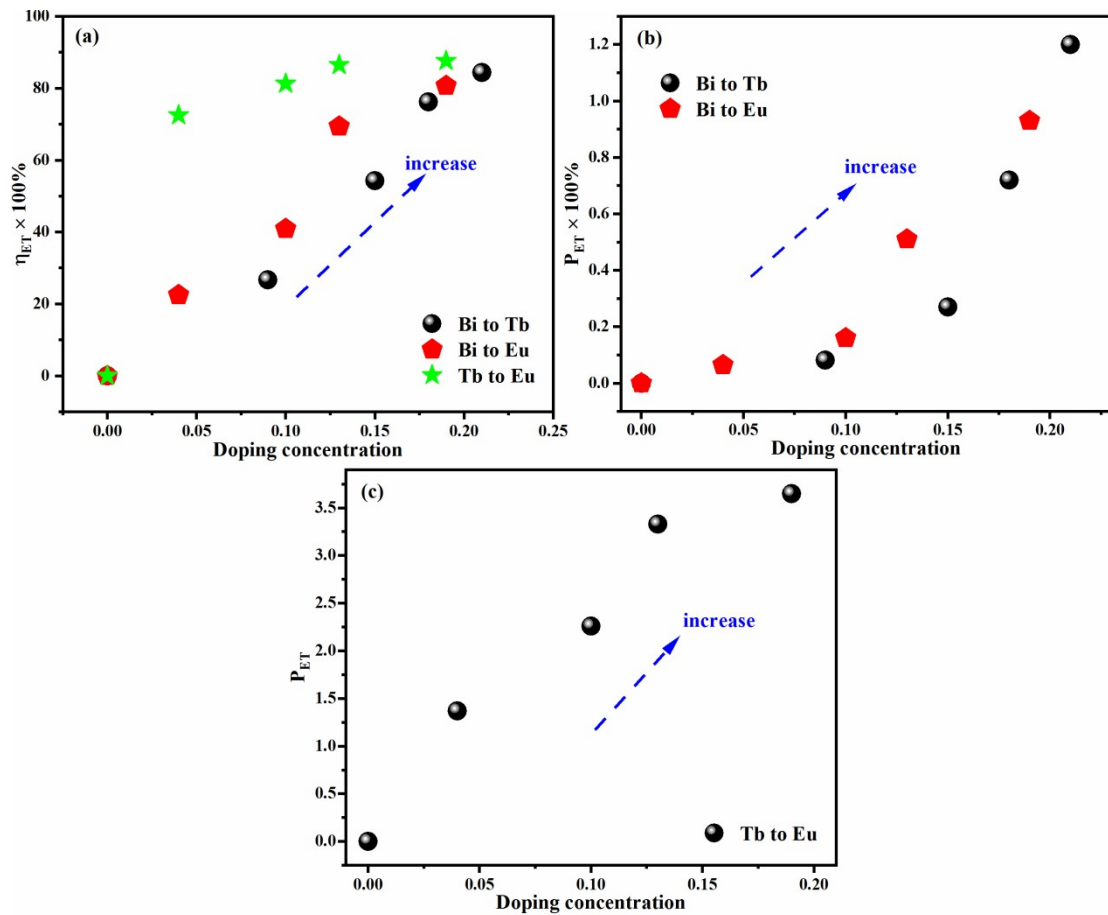 (a)
100
80
60
40
20
0
η_ET × 100%
increase
Bi to Tb
Bi to Eu
Tb to Eu
0.00 0.05 0.10 0.15 0.20 0.25
Doping concentration
(b)
1.2
1.0
0.8
0.6
0.4
0.2
0.0
P_ET × 100%
Bi to Tb
Bi to Eu
increase
0.00 0.05 0.10 0.15 0.20
Doping concentration
(c)
3.5
3.0
2.5
2.0
1.5
1.0
0.5
0.0
P_ET
increase
Tb to Eu
0.00 0.05 0.10 0.15 0.20
Doping concentration